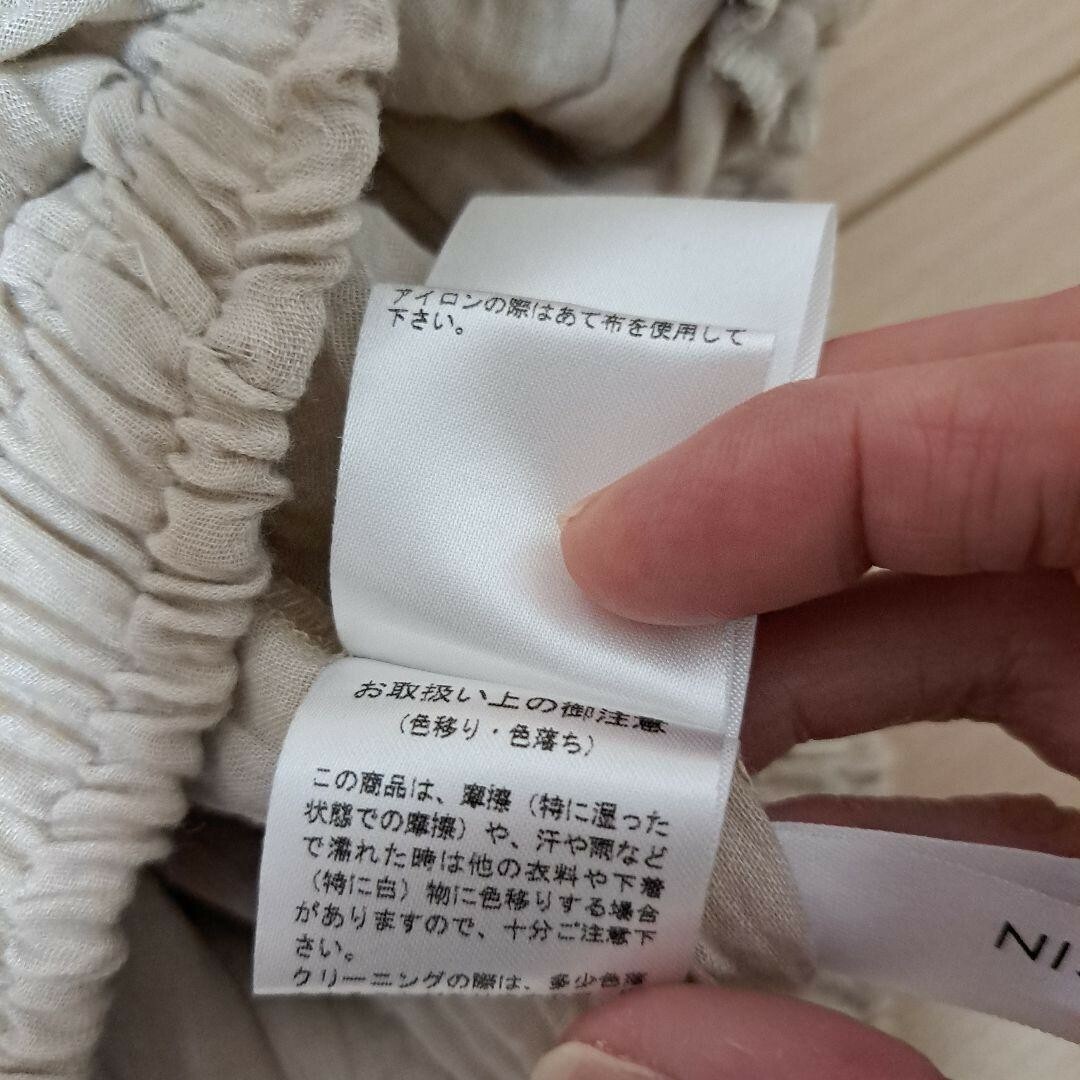 アイロンの際はあて布を使用して
下さい。
お取扱い上の御注意
（色移り・色落ち）
この商品は、摩擦（特に湿った
状態での摩擦）や、汗や雨など
で濡れた時は他の衣料や下着
（特に白）物に色移りする場合
がありますので、十分ご注意下
さい。
クリーニングの際は、多少色落
NIS